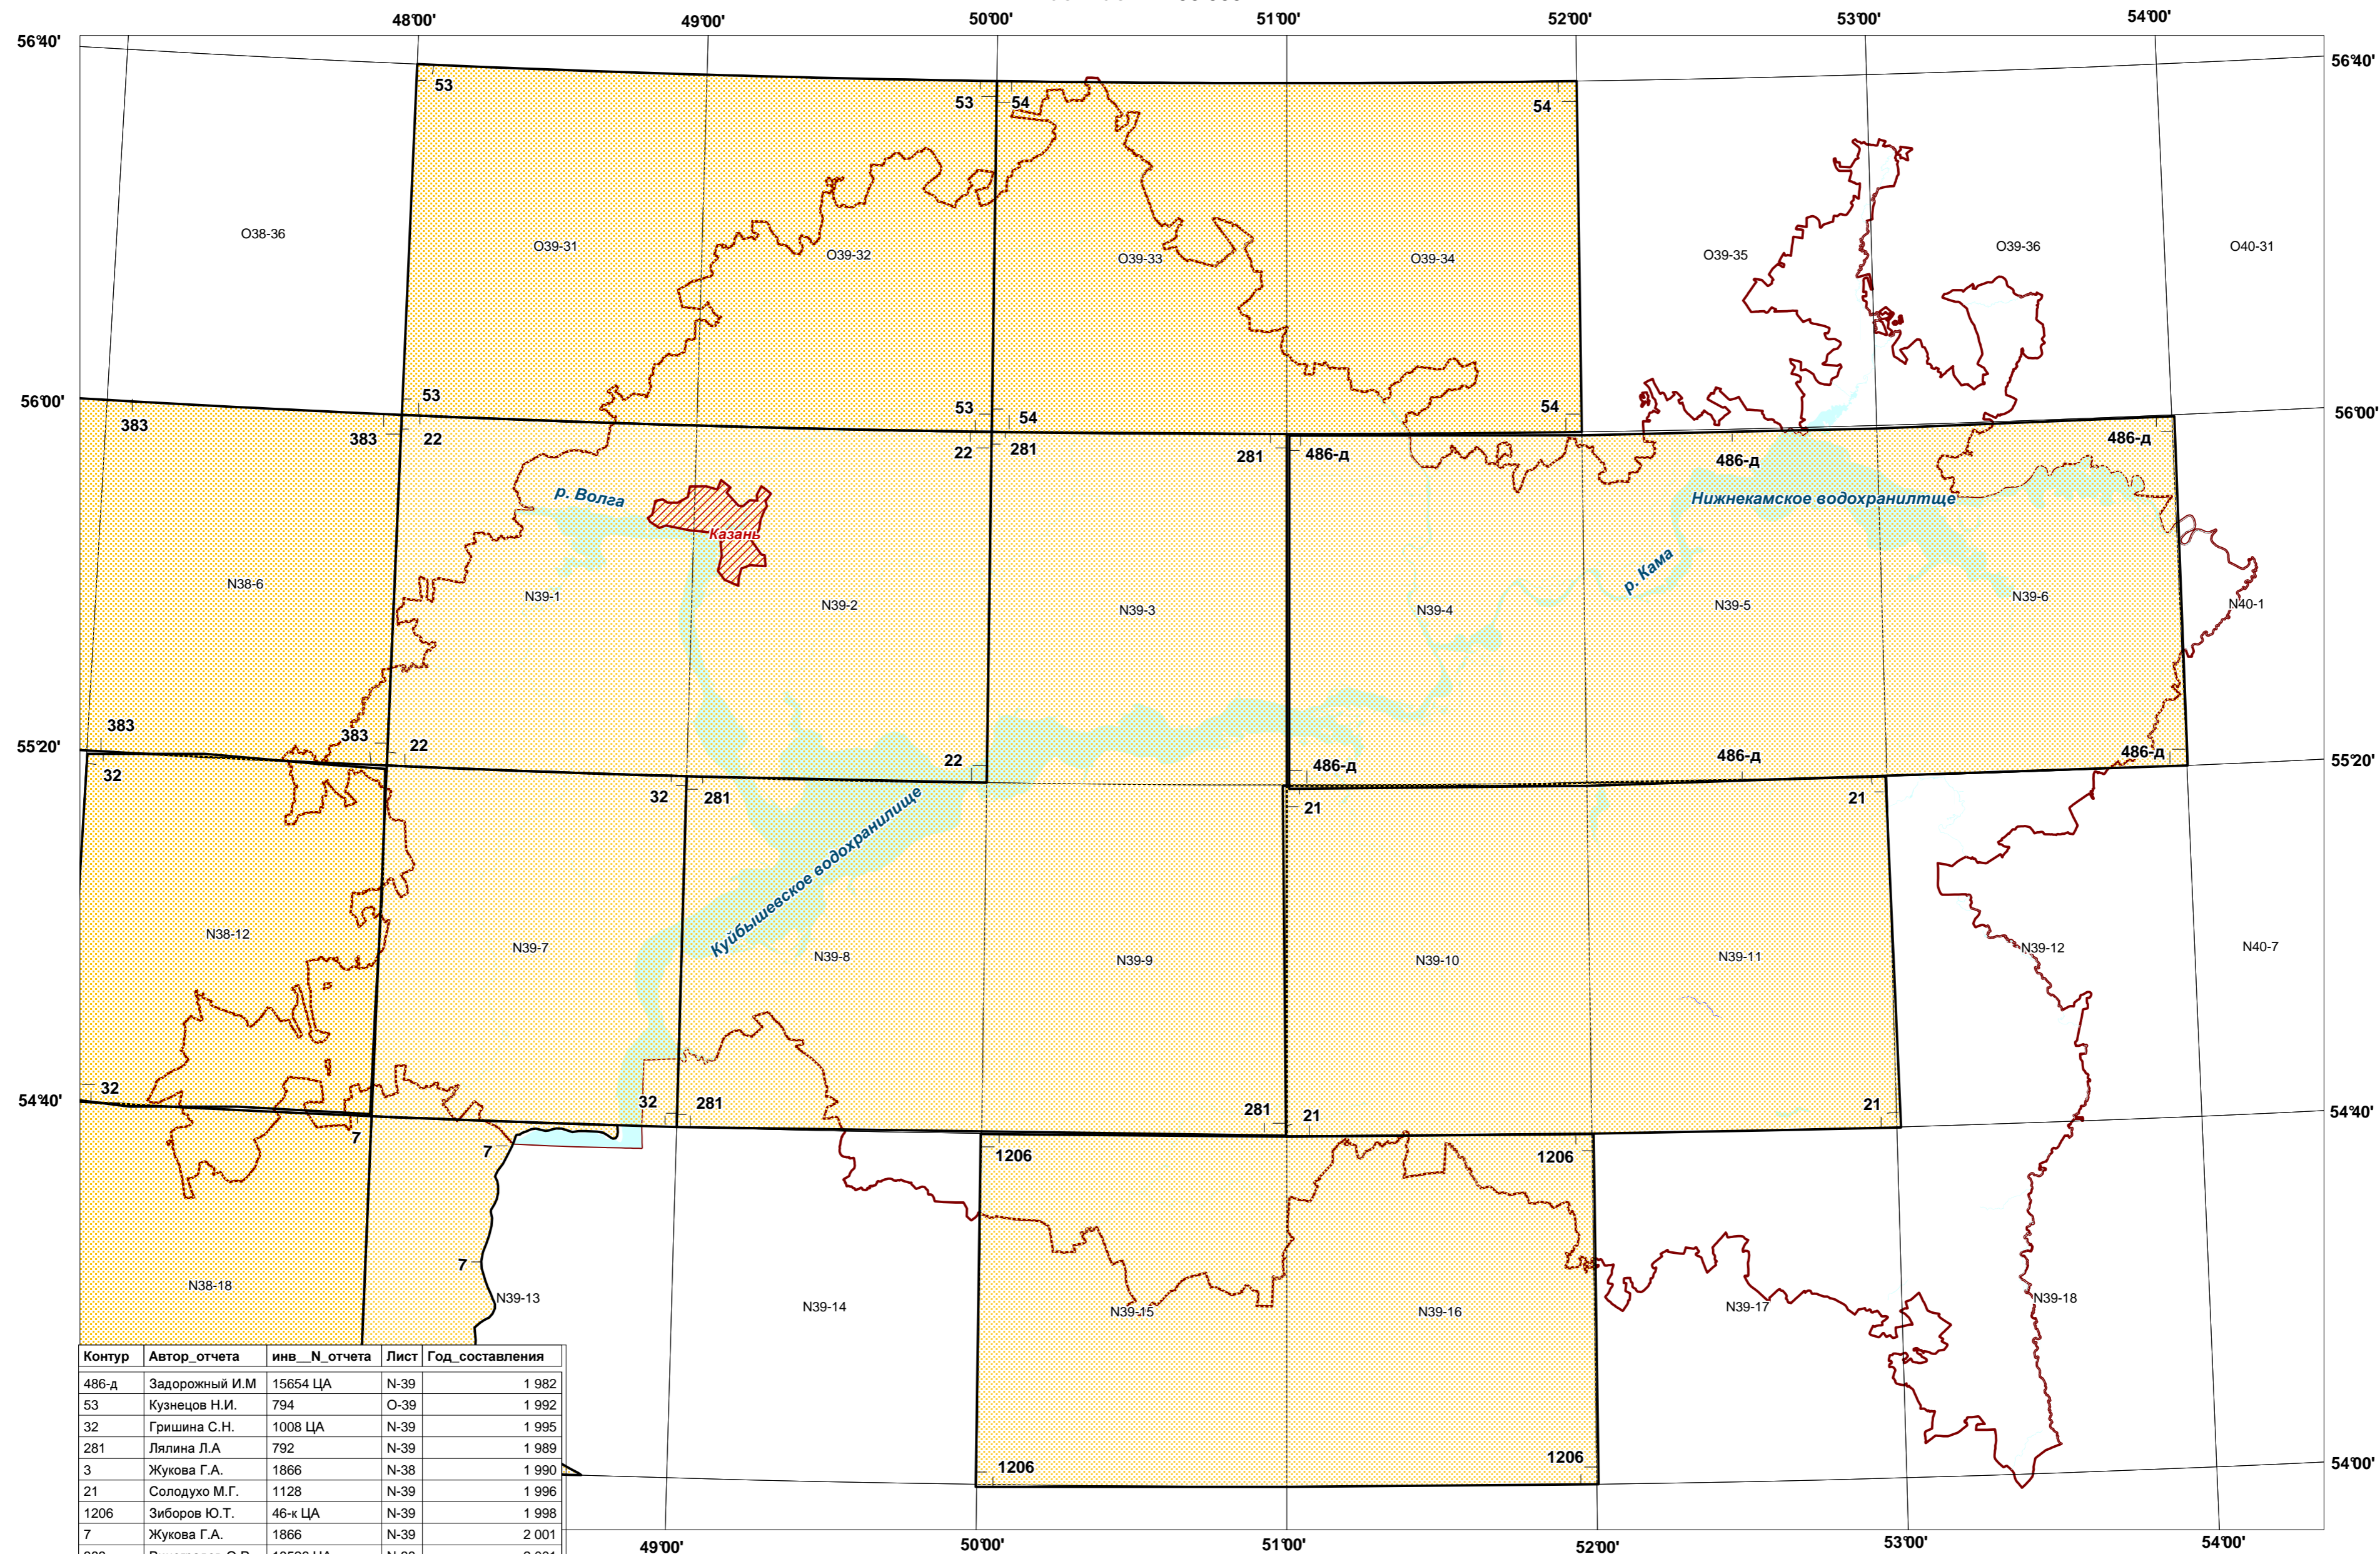 48°00'
49°00'
50°00'
51°00'
52°00'
53°00'
54°00'
56°40'
56°40'
53
53
54
54
O38-36
O39-31
O39-32
O39-33
O39-34
O39-35
O39-36
O40-31
56°00'
56°00'
53
53
54
54
383
383
22
22
281
281
486-д
486-д
486-д
р. Волга
Нижнекамское водохранилтще
Казань
р. Кама
N38-6
N39-1
N39-2
N39-3
N39-4
N39-5
N39-6
N40-1
55°20'
55°20'
383
383
22
22
486-д
486-д
486-д
32
32
281
21
21
Куйбышевское водохранилище
N38-12
N39-7
N39-8
N39-9
N39-10
N39-11
N39-12
N40-7
54°40'
54°40'
32
32
281
281
21
21
7
7
1206
1206
7
N38-18
N39-13
N39-14
N39-15
N39-16
N39-17
N39-18
1206
1206
54°00'
Контур Автор_отчета инв__N_отчета Лист Год_составления
486-д Задорожный И.М 15654 ЦА N-39 1 982
53 Кузнецов Н.И. 794 O-39 1 992
32 Гришина С.Н. 1008 ЦА N-39 1 995
281 Лялина Л.А 792 N-39 1 989
3 Жукова Г.А. 1866 N-38 1 990
21 Солодухо М.Г. 1128 N-39 1 996
1206 Зиборов Ю.Т. 46-к ЦА N-39 1 998
7 Жукова Г.А. 1866 N-39 2 001
49°00'
50°00'
51°00'
52°00'
53°00'
54°00'